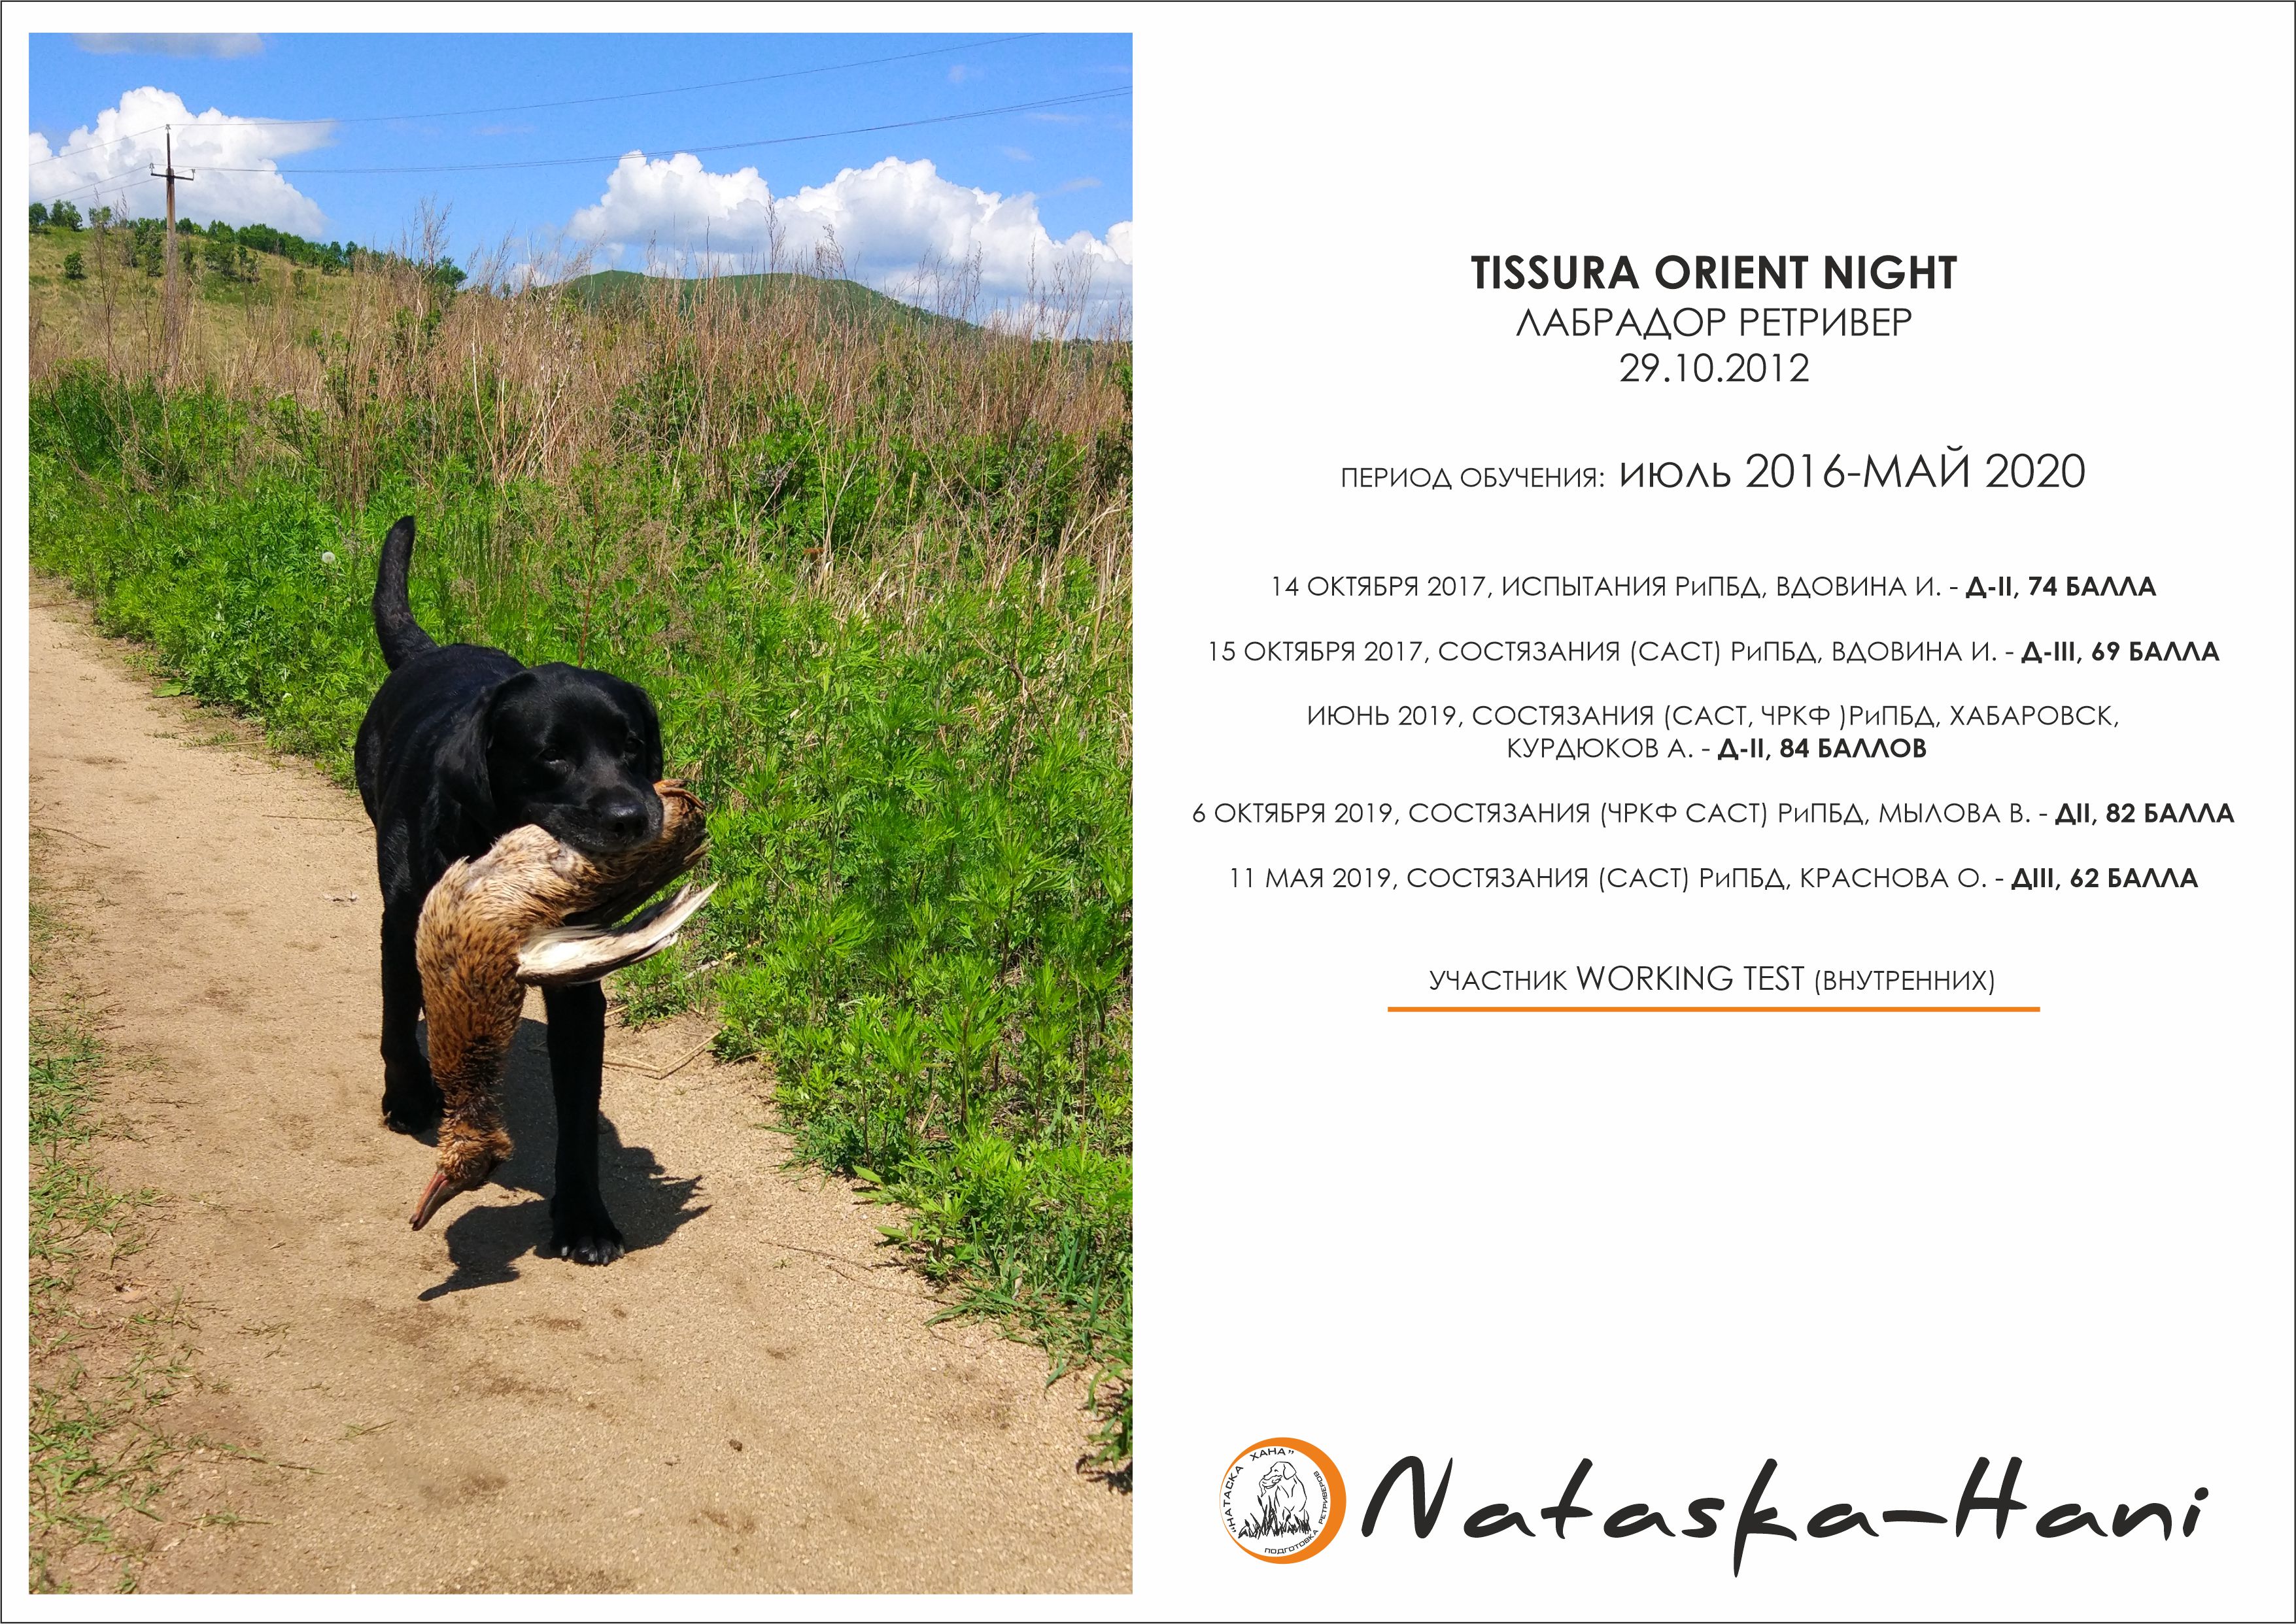 TISSURA ORIENT NIGHT
ЛАБРАДОР РЕТРИВЕР
29.10.2012
ПЕРИОД ОБУЧЕНИЯ: ИЮЛЬ 2016-МАЙ 2020
14 ОКТЯБРЯ 2017, ИСПЫТАНИЯ РиПБД, ВДОВИНА И. - Д-II, 74 БАЛЛА
15 ОКТЯБРЯ 2017, СОСТЯЗАНИЯ (САСТ) РиПБД, ВДОВИНА И. - Д-III, 69 БАЛЛА
ИЮНЬ 2019, СОСТЯЗАНИЯ (САСТ, ЧРКФ )РиПБД, ХАБАРОВСК,
КУРДЮКОВ А. - Д-II, 84 БАЛЛОВ
6 ОКТЯБРЯ 2019, СОСТЯЗАНИЯ (ЧРКФ САСТ) РиПБД, МЫЛОВА В. - ДII, 82 БАЛЛА
11 МАЯ 2019, СОСТЯЗАНИЯ (САСТ) РиПБД, КРАСНОВА О. - ДIII, 62 БАЛЛА
УЧАСТНИК WORKING TEST (ВНУТРЕННИХ)
"НАТАСКА ХАНА"
ПОДГОТОВКА РЕТРИВЕРОВ
Nataska-Hani